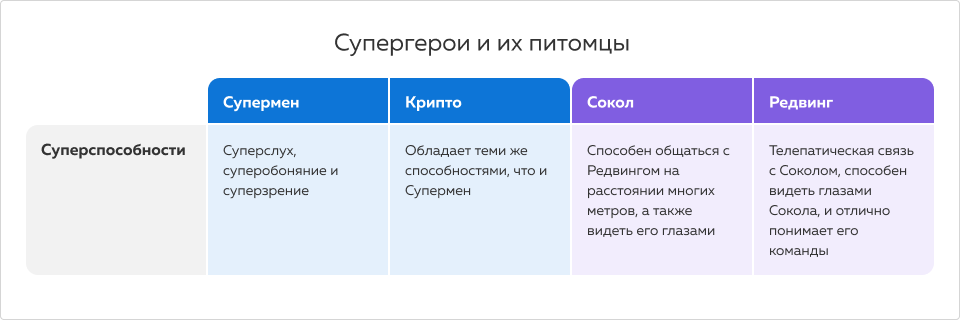 Супергерои и их питомцы
Супермен
Крипто
Сокол
Редвинг
Суперспособности
Суперслух,
суперобоняние и
суперзрение
Обладает теми же
способностями, что и
Супермен
Способен общаться с
Редвингом на
расстоянии многих
метров, а также
видеть его глазами
Телепатическая связь
с Соколом, способен
видеть глазами
Сокола, и отлично
понимает его
команды